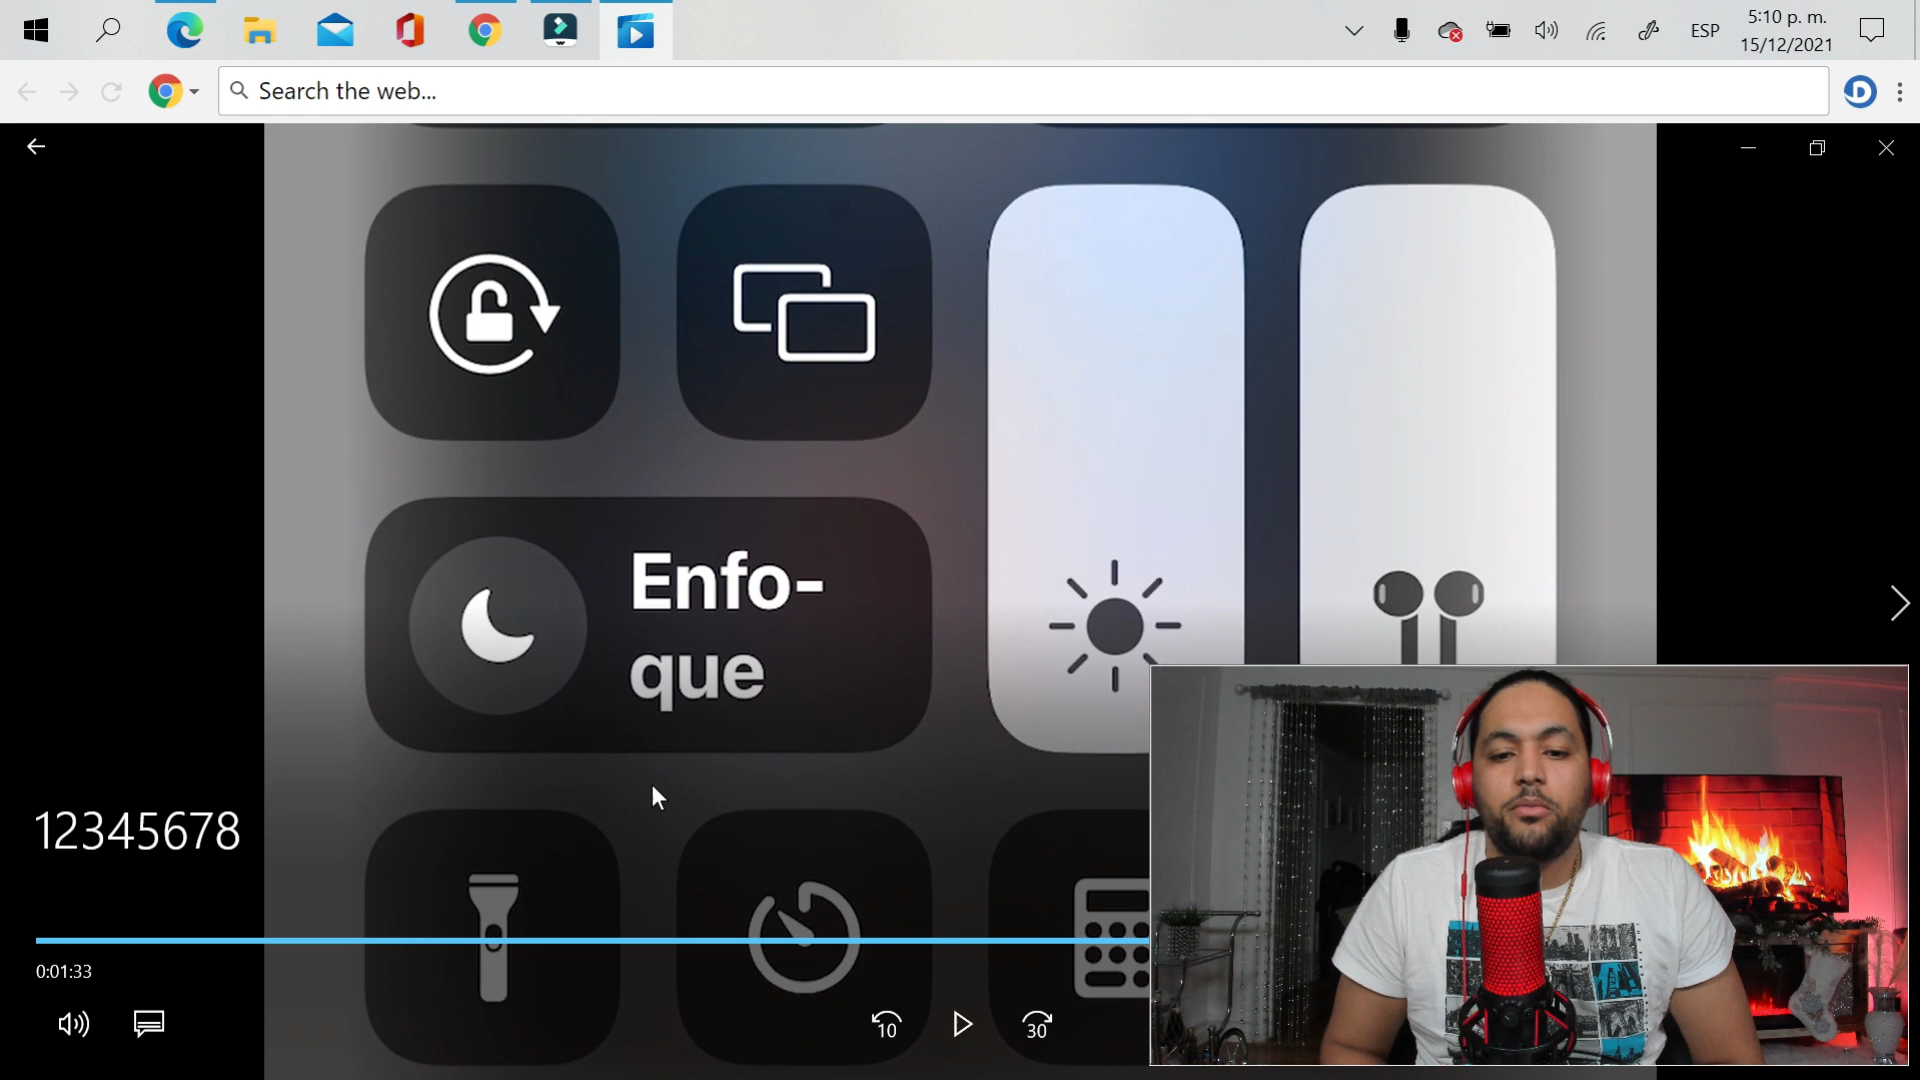 5:10 p. m.
ESP
15/12/2021
Search the web...
Enfo-
que
12345678
0:01:33
10
30